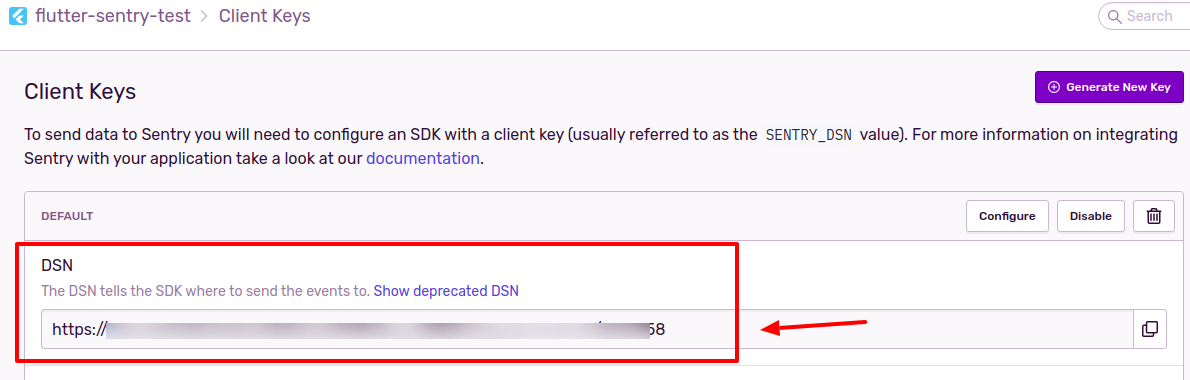 flutter-sentry-test > Client Keys
Search
Client Keys
Generate New Key
To send data to Sentry you will need to configure an SDK with a client key (usually referred to as the SENTRY_DSN value). For more information on integrating
Sentry with your application take a look at our documentation.
DEFAULT
Configure
Disable
DSN
The DSN tells the SDK where to send the events to. Show deprecated DSN
https://